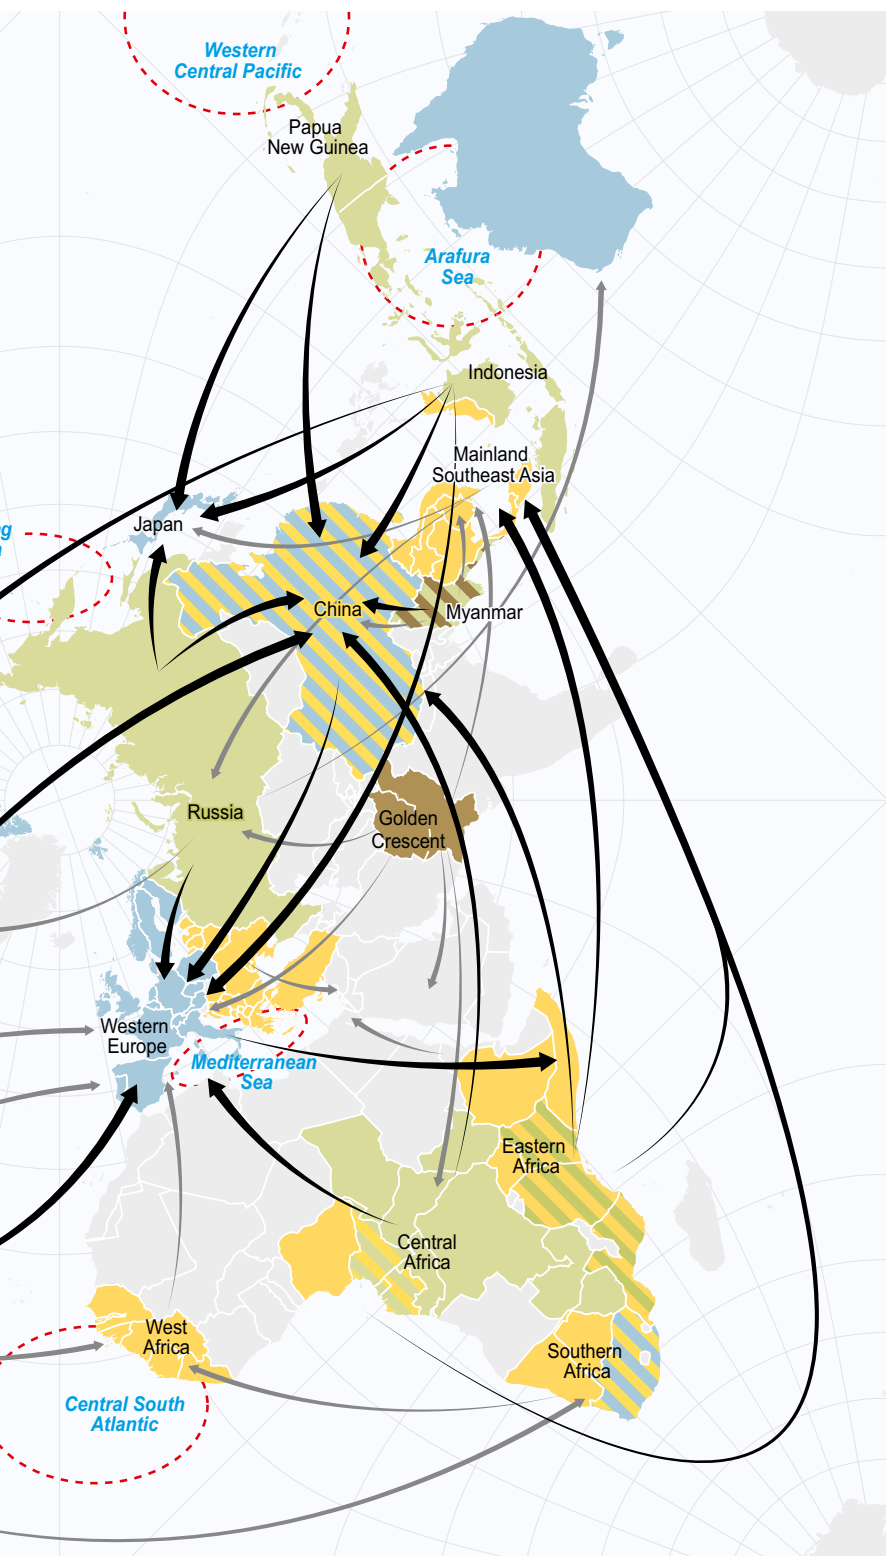 Western
Central Pacific
Papua
New Guinea
Arafura
Sea
Indonesia
Mainland
Southeast Asia
Japan
China
Myanmar
Russia
Golden
Crescent
Western
Europe
Mediterranean
Sea
Eastern
Africa
Central
Africa
West
Africa
Southern
Africa
Central South
Atlantic